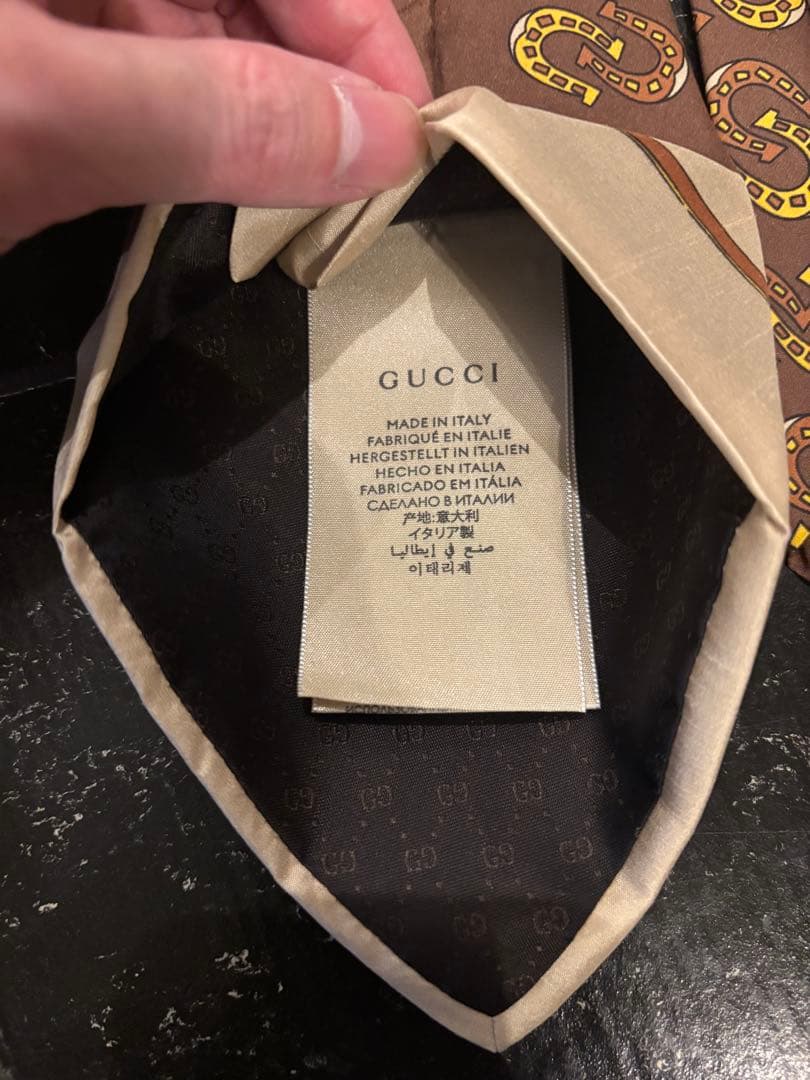 GUCCI
MADE IN ITALY
FABRIQUÉ EN ITALIE
HERGESTELLT IN ITALIEN
HECHO EN ITALIA
FABRICADO EM ITÁLIA
СДЕЛАНО В ИТАЛИИ
产地:意大利
イタリア製
صنع في إيطاليا
이태리제